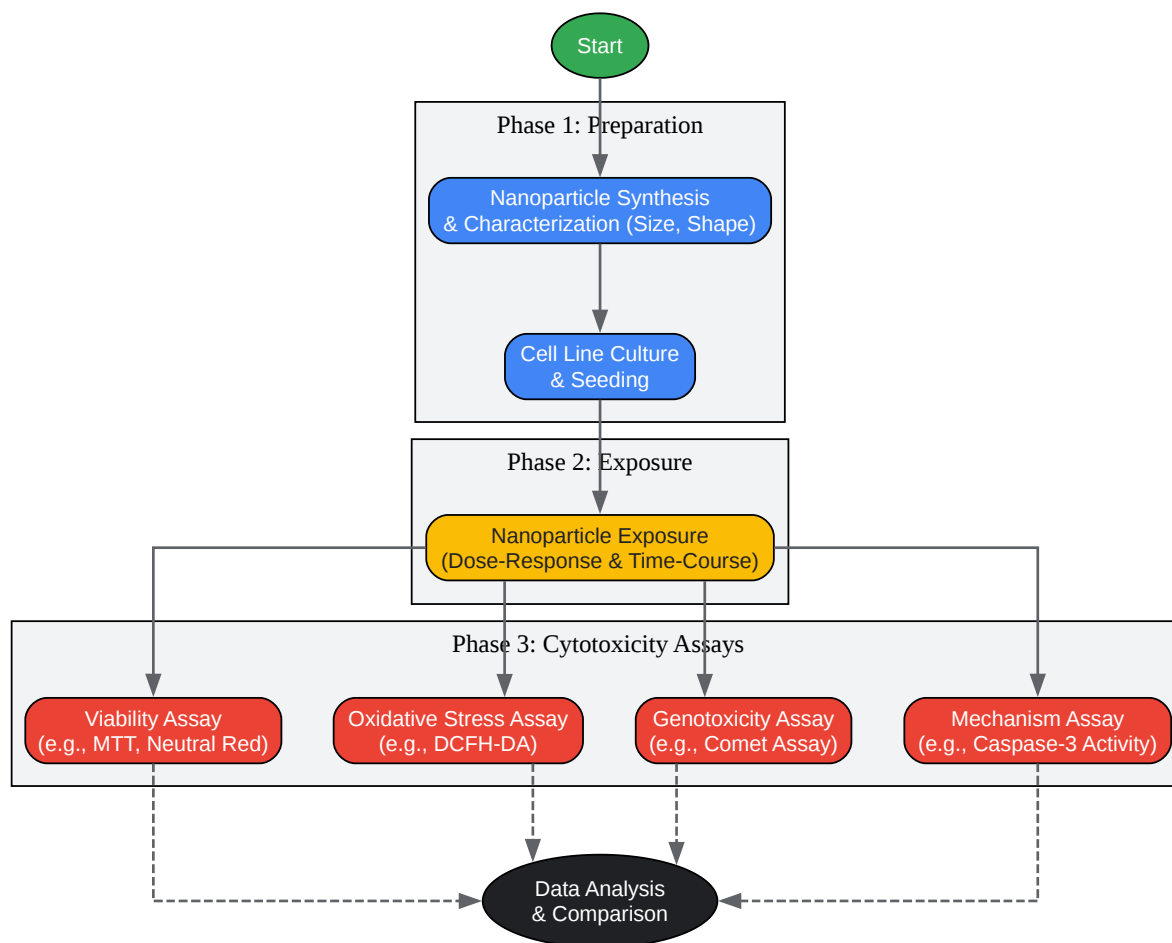 Start
Phase 1: Preparation
Nanoparticle Synthesis
& Characterization (Size, Shape)
Cell Line Culture
& Seeding
Phase 2: Exposure
Nanoparticle Exposure
(Dose-Response & Time-Course)
Phase 3: Cytotoxicity Assays
Viability Assay
(e.g., MTT, Neutral Red)
Oxidative Stress Assay
(e.g., DCFH-DA)
Genotoxicity Assay
(e.g., Comet Assay)
Mechanism Assay
(e.g., Caspase-3 Activity)
Data Analysis
& Comparison